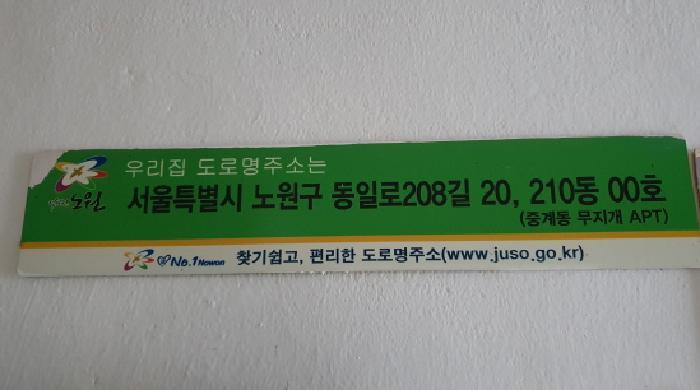 우리집 도로명주소는
서울특별시 노원구 동일로208길 20, 210동 00호
(중계동 무지개 APT)
노원
No.1 Nowon 찾기쉽고, 편리한 도로명주소(www.juso.go.kr)